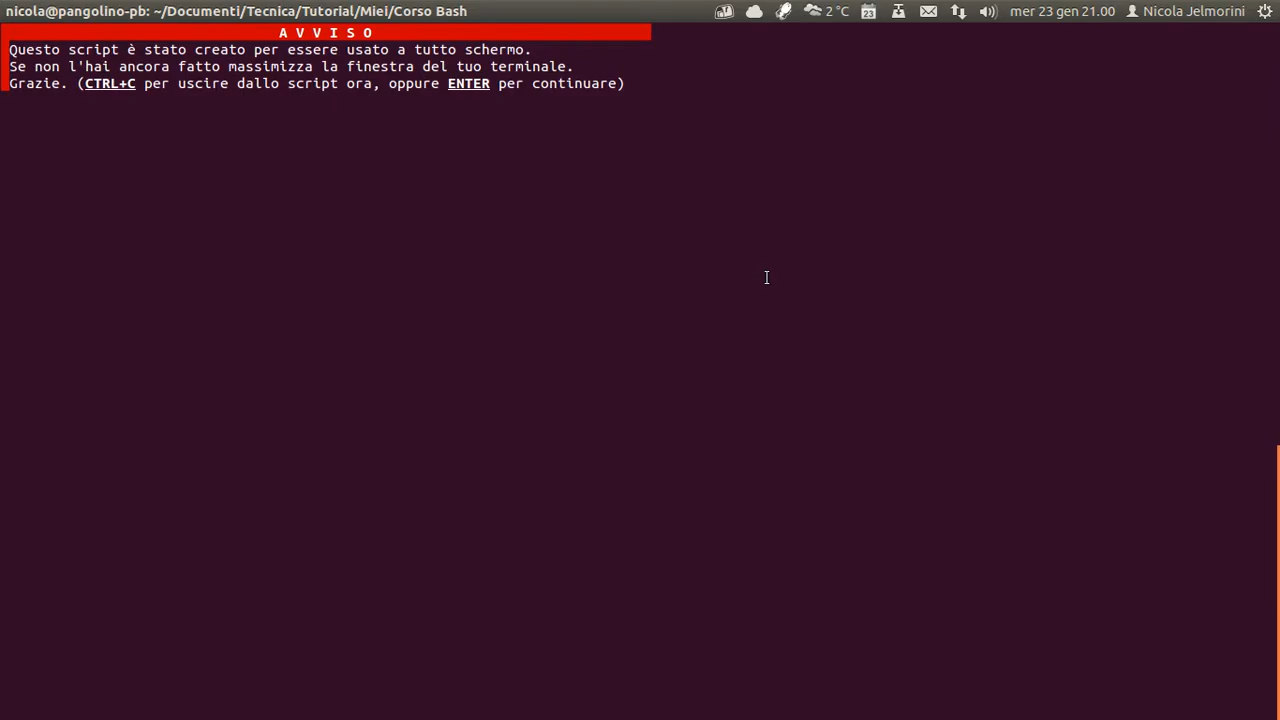 nicola@pangolino-pb: ~/Documenti/Tecnica/Tutorial/Miei/Corso Bash
2°C
23
mer 23 gen 21.00
Nicola Jelmorini
A V V I S O
Questo script è stato creato per essere usato a tutto schermo.
Se non l'hai ancora fatto massimizza la finestra del tuo terminale.
Grazie. (CTRL+C per uscire dallo script ora, oppure ENTER per continuare)